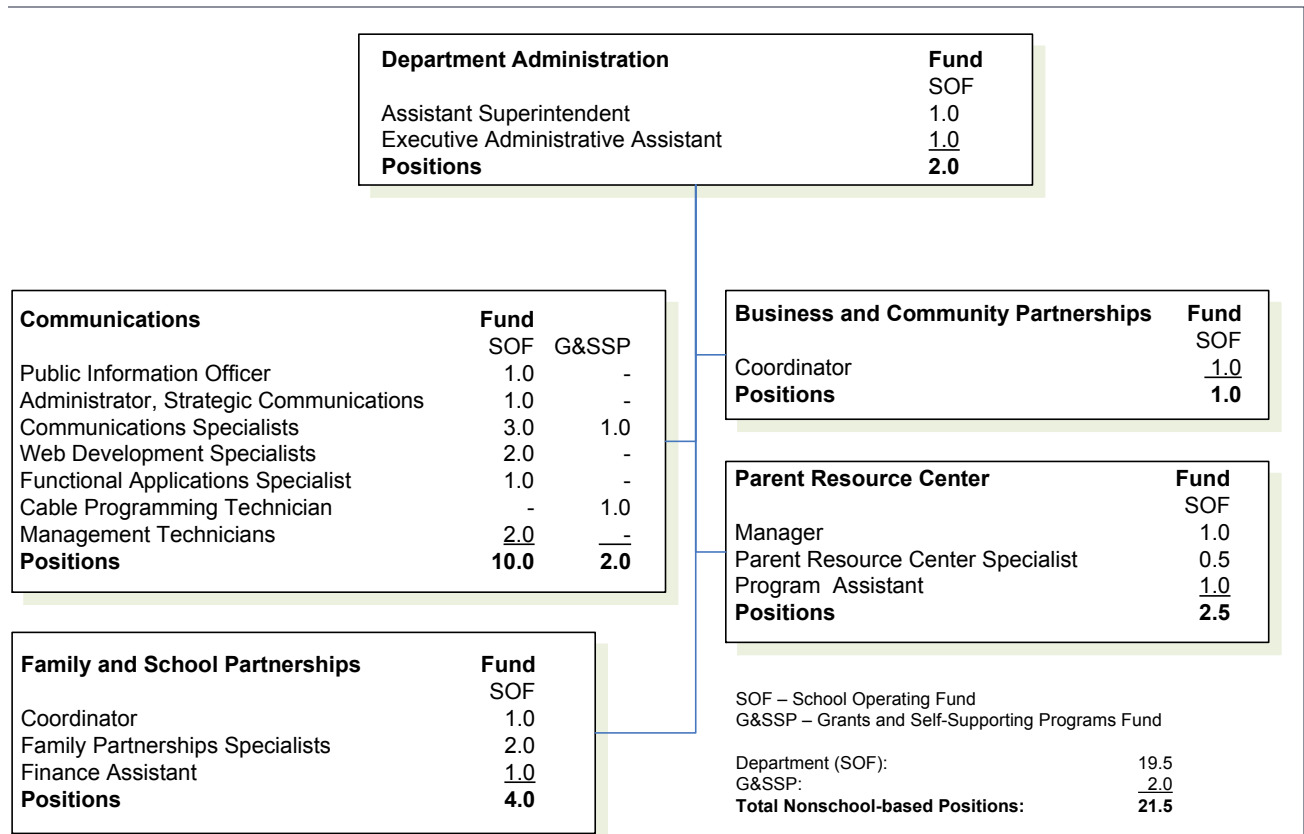 Department Administration Fund
SOF
Assistant Superintendent 1.0
Executive Administrative Assistant 1.0
Positions 2.0
Communications Fund
SOF G&SSP
Public Information Officer 1.0 -
Administrator, Strategic Communications 1.0 -
Communications Specialists 3.0 1.0
Web Development Specialists 2.0 -
Functional Applications Specialist 1.0 -
Cable Programming Technician - 1.0
Management Technicians 2.0 -
Positions 10.0 2.0
Business and Community Partnerships Fund
SOF
Coordinator 1.0
Positions 1.0
Parent Resource Center Fund
SOF
Manager 1.0
Parent Resource Center Specialist 0.5
Program Assistant 1.0
Positions 2.5
Family and School Partnerships Fund
SOF
Coordinator 1.0
Family Partnerships Specialists 2.0
Finance Assistant 1.0
Positions 4.0
SOF – School Operating Fund
G&SSP – Grants and Self-Supporting Programs Fund
Department (SOF): 19.5
G&SSP: 2.0
Total Nonschool-based Positions: 21.5